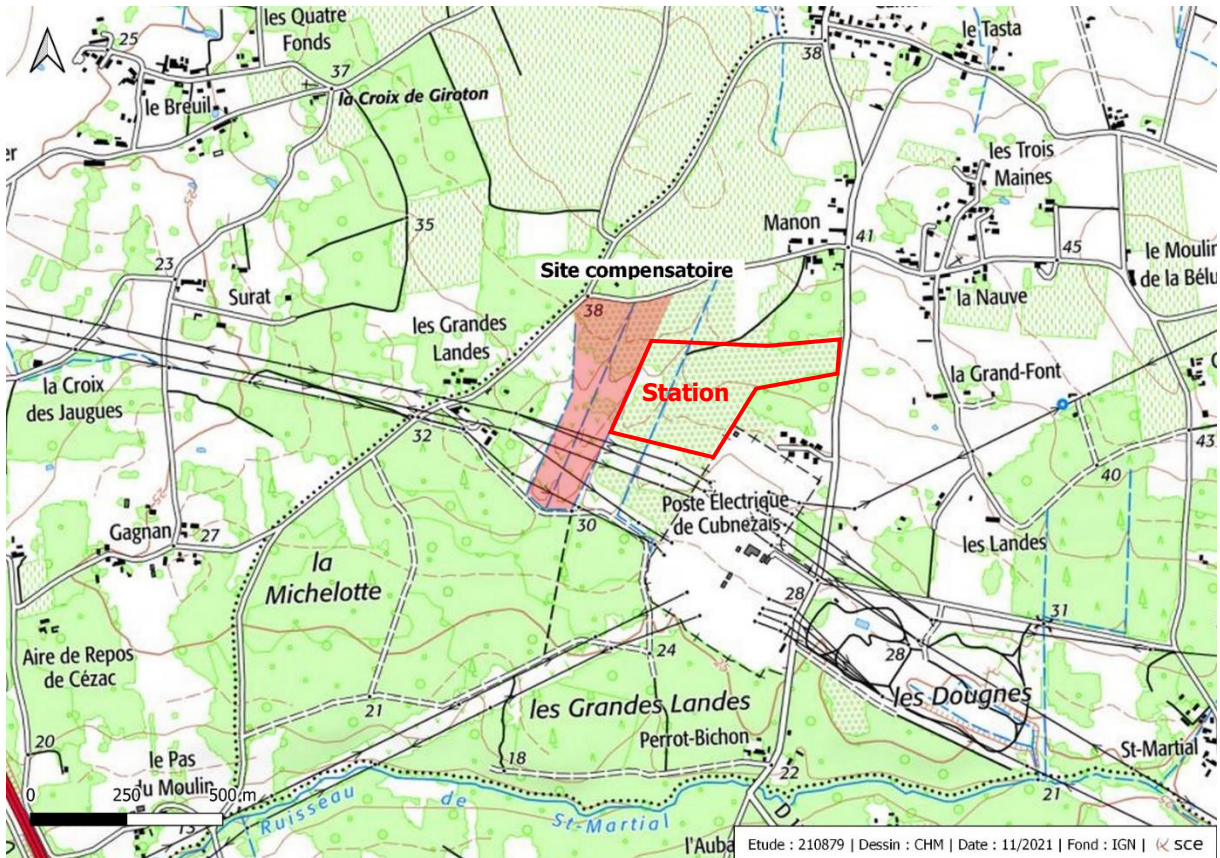 les Quatre
Fonds
25
37
le Breuil
la Croix de Giroton
38
le Tasta
les Trois
Maines
Manon
41
45
le Moulin
de la Bélu
la Nauve
25
35
23
Surat
Site compensatoire
38
les Grandes
Landes
la Croix
des Jaugues
32
Station
la Grand-Font
43
40
25
Gagnan
27
la
Michelotte
30
Poste Électrique
de Cubnezais
les Landes
28
31
28
Aire de Repos
de Cézac
24
21
les Grandes Landes
les Dougnes
20
Perrot-Bichon
St-Martial
le Pas
du Moulin
18
22
21
0 250 500 m
13
Ruisseau de
St-Martial
l'Auba
D
Etude : 210879 | Dessin : CHM | Date : 11/2021 | Fond : IGN | sce